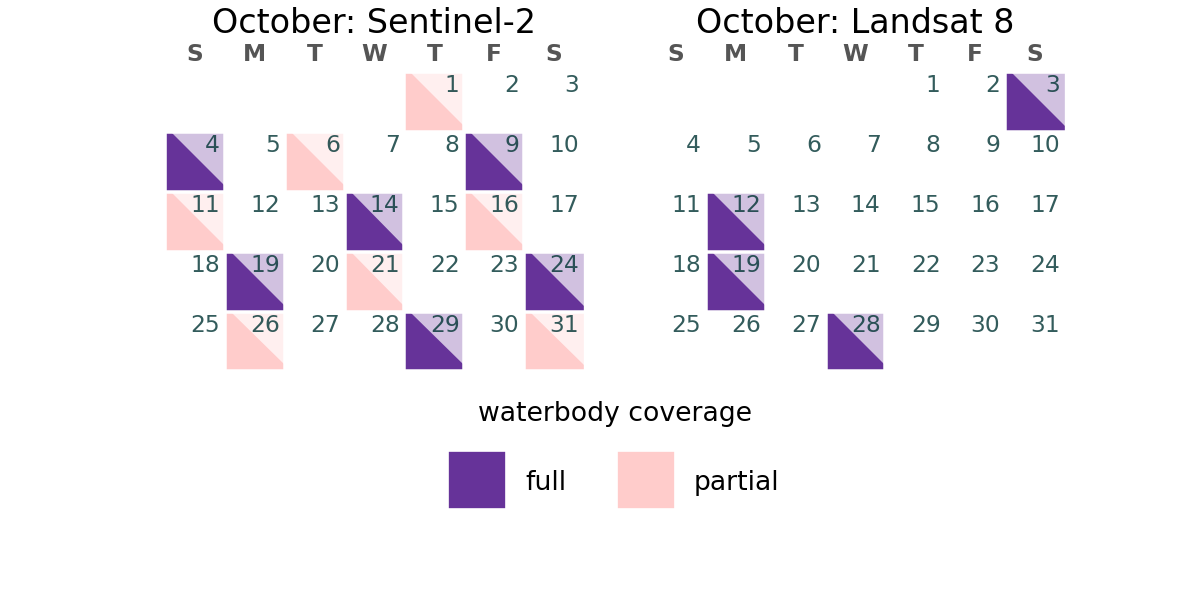 October: Sentinel-2
S M T W T F S
1 2 3
4 5 6 7 8 9 10
11 12 13 14 15 16 17
18 19 20 21 22 23 24
25 26 27 28 29 30 31
October: Landsat 8
S M T W T F S
1 2 3
4 5 6 7 8 9 10
11 12 13 14 15 16 17
18 19 20 21 22 23 24
25 26 27 28 29 30 31
waterbody coverage
full
partial